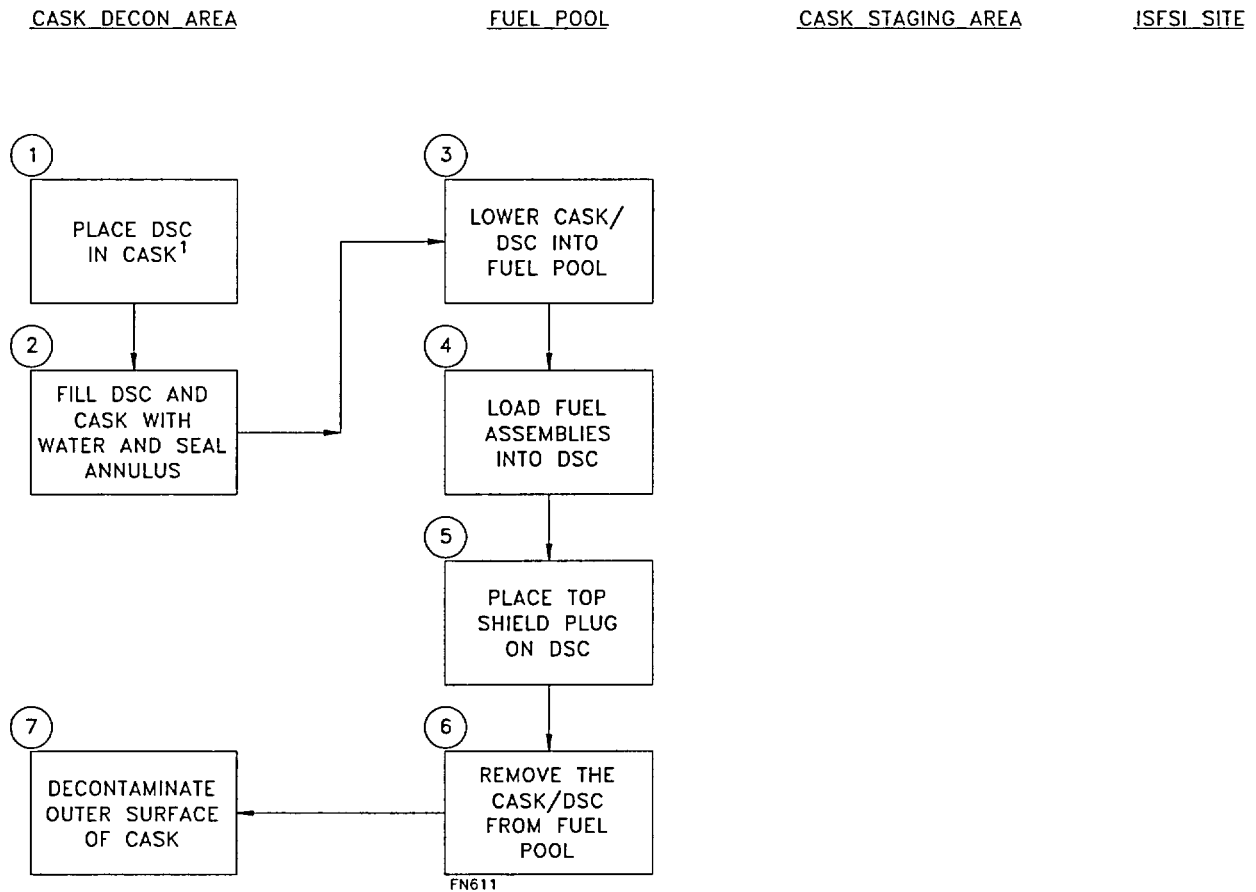 CASK DECON AREA
FUEL POOL
CASK STAGING AREA
ISFSI SITE
1
PLACE DSC
IN CASK¹
2
FILL DSC AND
CASK WITH
WATER AND SEAL
ANNULUS
3
LOWER CASK/
DSC INTO
FUEL POOL
4
LOAD FUEL
ASSEMBLIES
INTO DSC
5
PLACE TOP
SHIELD PLUG
ON DSC
6
REMOVE THE
CASK/DSC
FROM FUEL
POOL
7
DECONTAMINATE
OUTER SURFACE
OF CASK
FN611